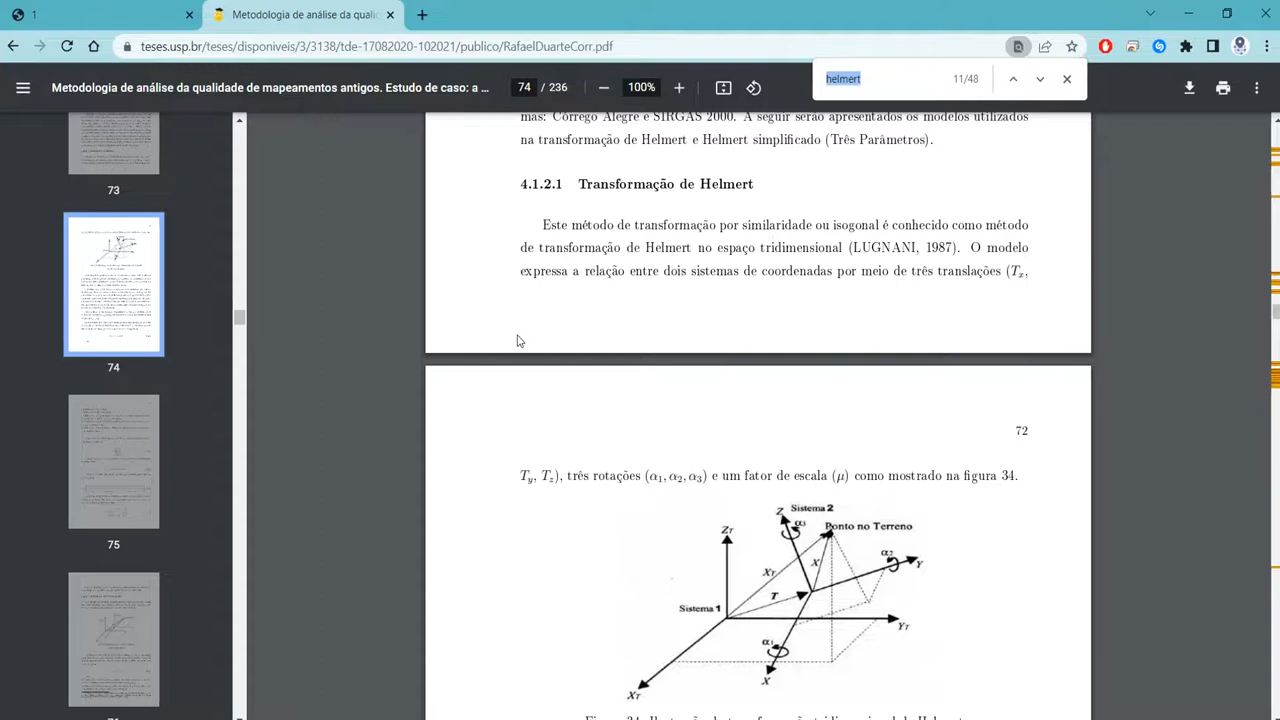 1
Metodologia de análise da quali
teses.usp.br/teses/disponiveis/3/3138/tde-17082020-102021/publico/RafaelDuarteCorr.pdf
helmert
11/48
Metodologia de análise da qualidade de mapeamentos antigos. Estudo de caso: a ...
74 / 236
100%
73
74
75
mas: Córrego Alegre e SIRGAS 2000. A seguir serão apresentados os modelos utilizados
na transformação de Helmert e Helmert simplificado (Três Parâmetros).
4.1.2.1 Transformação de Helmert
Este método de transformação por similaridade ou isogonal é conhecido como método
de transformação de Helmert no espaço tridimensional (LUGNANI, 1987). O modelo
expressa a relação entre dois sistemas de coordenadas por meio de três translações (Tx,
72
Ty, Tz), três rotações (α1, α2, α3) e um fator de escala (μ) como mostrado na figura 34.
Z Sistema 2
α3
Ponto no Terreno
ZT
α2
Y
XT
X
T
Sistema 1
YT
α1
X
XT